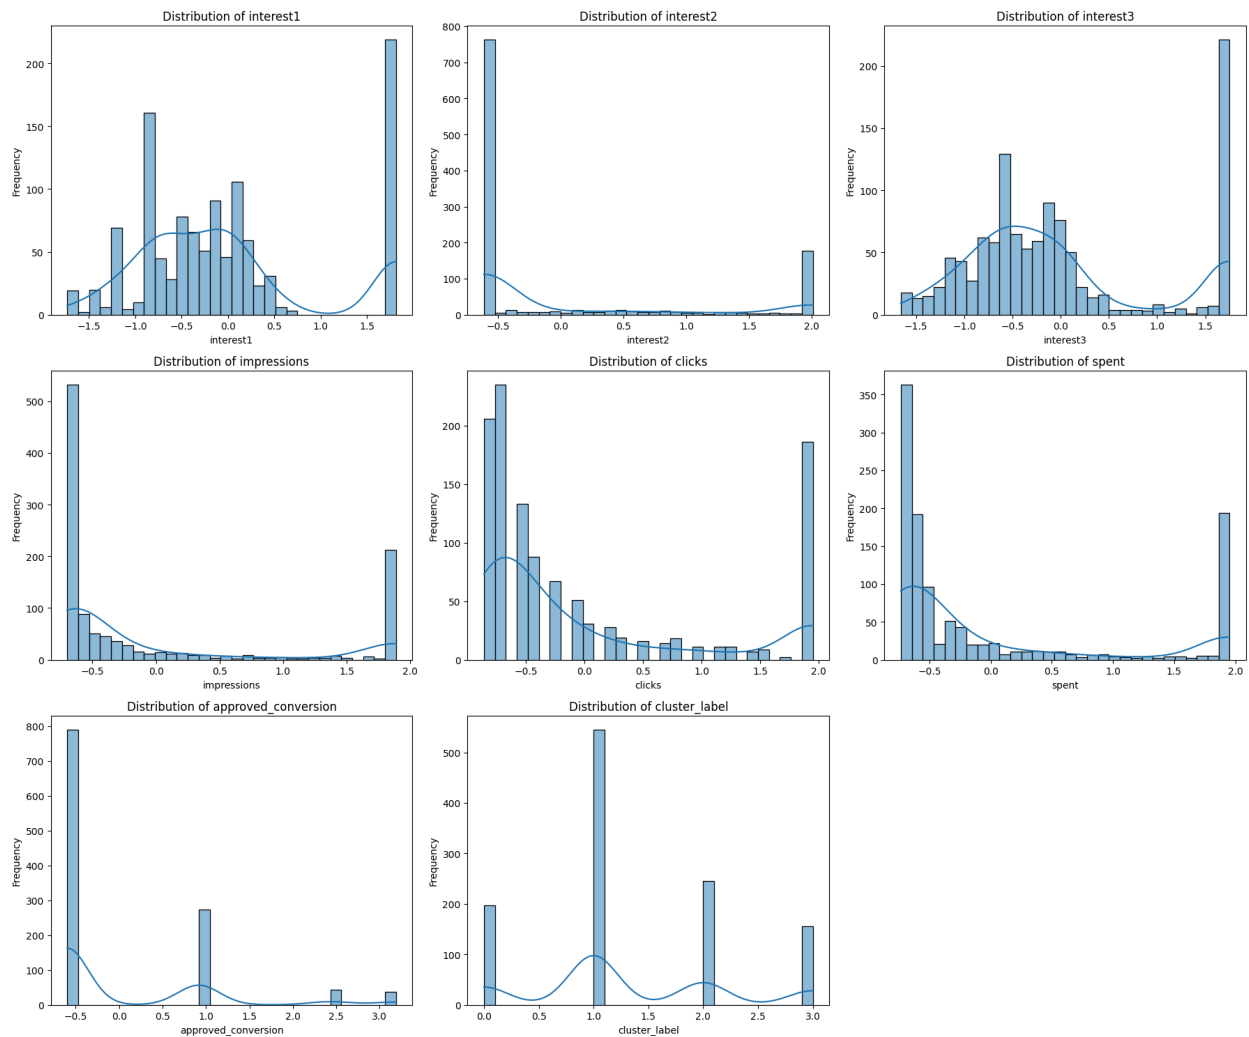 Distribution of interest1
Frequency
200
150
100
50
0
−1.5 −1.0 −0.5 0.0 0.5 1.0 1.5
interest1
Distribution of interest2
Frequency
800
700
600
500
400
300
200
100
0
−0.5 0.0 0.5 1.0 1.5 2.0
interest2
Distribution of interest3
Frequency
200
150
100
50
0
−1.5 −1.0 −0.5 0.0 0.5 1.0 1.5
interest3
Distribution of impressions
Frequency
500
400
300
200
100
0
−0.5 0.0 0.5 1.0 1.5 2.0
impressions
Distribution of clicks
Frequency
200
150
100
50
0
−0.5 0.0 0.5 1.0 1.5 2.0
clicks
Distribution of spent
Frequency
350
300
250
200
150
100
50
0
−0.5 0.0 0.5 1.0 1.5 2.0
spent
Distribution of approved_conversion
Frequency
800
700
600
500
400
300
200
100
0
−0.5 0.0 0.5 1.0 1.5 2.0 2.5 3.0
approved_conversion
Distribution of cluster_label
Frequency
500
400
300
200
100
0
0.0 0.5 1.0 1.5 2.0 2.5 3.0
cluster_label